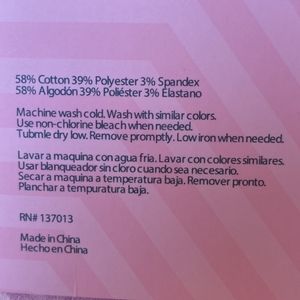 58% Cotton 39% Polyester 3% Spandex
58% Algodón 39% Poliéster 3% Elastano
Machine wash cold. Wash with similar colors.
Use non-chlorine bleach when needed.
Tubmle dry low. Remove promptly. Low iron when needed.
Lavar a maquina con agua fria. Lavar con colores similares.
Usar blanqueador sin cloro cuando sea necesario.
Secar a maquina a temperatura baja. Remover pronto.
Planchar a tempuratura baja.
RN# 137013
Made in China
Hecho en China